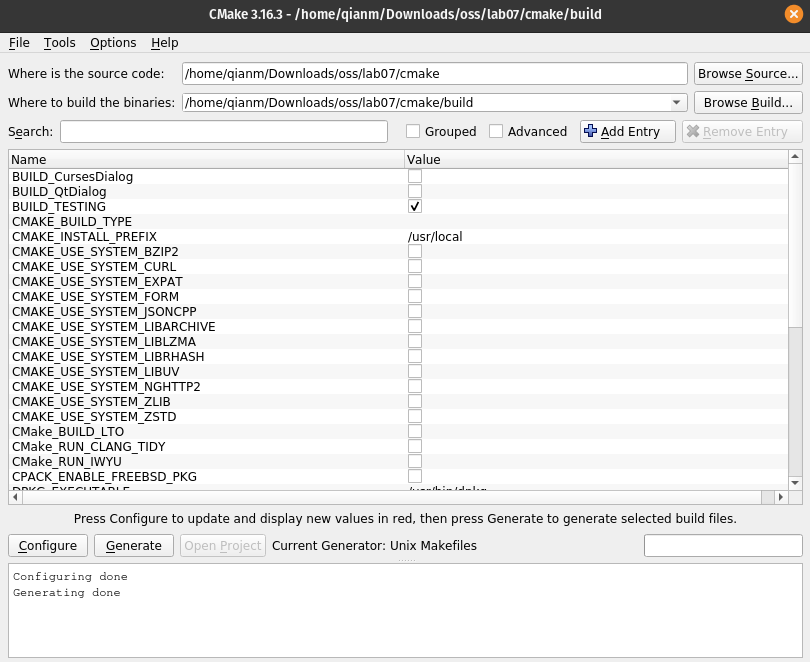 CMake 3.16.3 - /home/qianm/Downloads/oss/lab07/cmake/build
File Tools Options Help
Where is the source code: /home/qianm/Downloads/oss/lab07/cmake Browse Source...
Where to build the binaries: /home/qianm/Downloads/oss/lab07/cmake/build Browse Build...
Search: Grouped Advanced Add Entry Remove Entry
Name Value
BUILD_CursesDialog
BUILD_QtDialog
BUILD_TESTING
CMAKE_BUILD_TYPE
CMAKE_INSTALL_PREFIX /usr/local
CMAKE_USE_SYSTEM_BZIP2
CMAKE_USE_SYSTEM_CURL
CMAKE_USE_SYSTEM_EXPAT
CMAKE_USE_SYSTEM_FORM
CMAKE_USE_SYSTEM_JSONCPP
CMAKE_USE_SYSTEM_LIBARCHIVE
CMAKE_USE_SYSTEM_LIBLZMA
CMAKE_USE_SYSTEM_LIBRHASH
CMAKE_USE_SYSTEM_LIBUV
CMAKE_USE_SYSTEM_NGHTTP2
CMAKE_USE_SYSTEM_ZLIB
CMAKE_USE_SYSTEM_ZSTD
CMake_BUILD_LTO
CMake_RUN_CLANG_TIDY
CMake_RUN_IWYU
CPACK_ENABLE_FREEBSD_PKG
DPKG_EXECUTABLE /usr/bin/dpkg
Press Configure to update and display new values in red, then press Generate to generate selected build files.
Configure Generate Open Project Current Generator: Unix Makefiles
Configuring done
Generating done